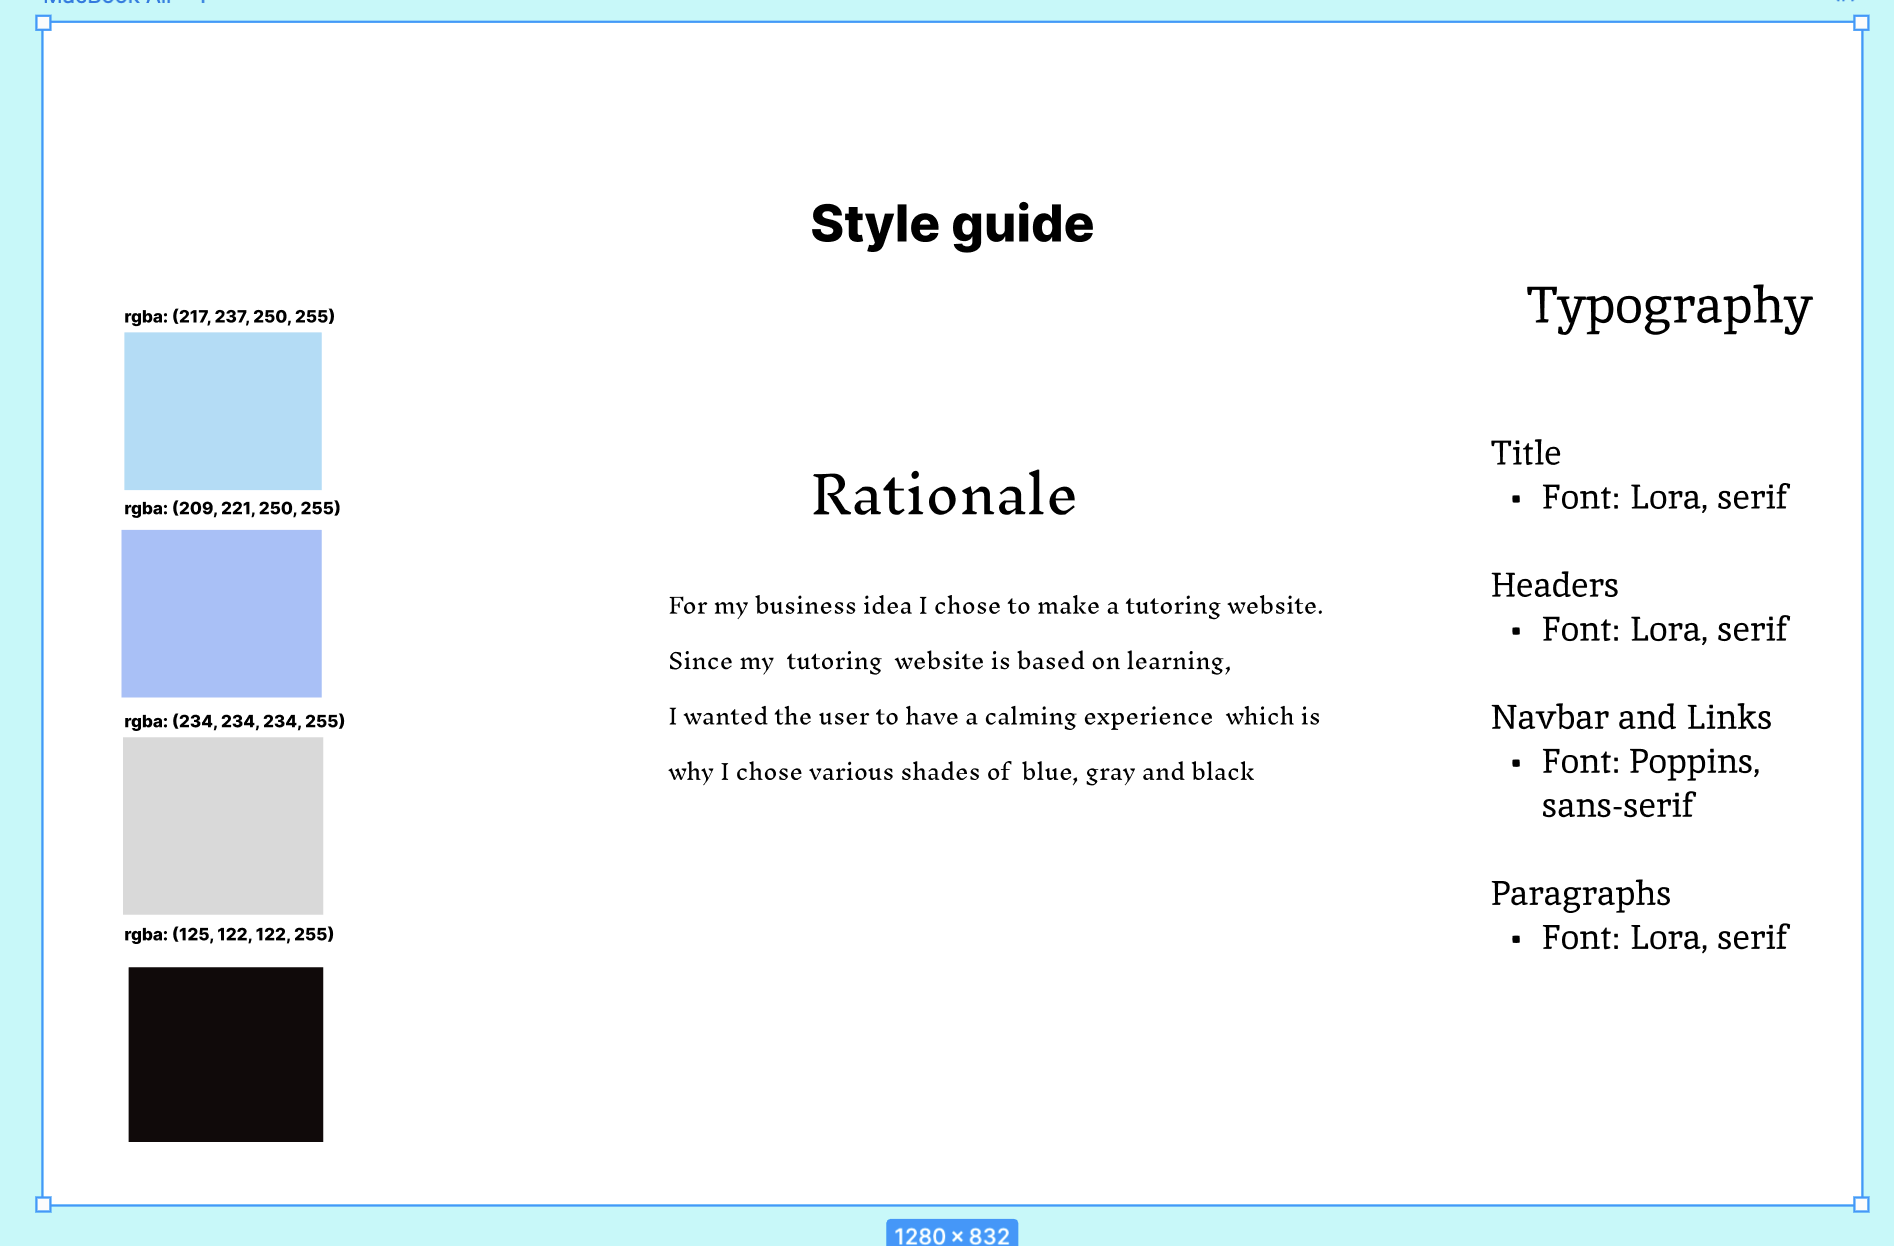 Style guide
rgba: (217, 237, 250, 255)
rgba: (209, 221, 250, 255)
rgba: (234, 234, 234, 255)
rgba: (125, 122, 122, 255)
Rationale
For my business idea I chose to make a tutoring website.
Since my tutoring website is based on learning,
I wanted the user to have a calming experience which is
why I chose various shades of blue, gray and black
Typography
Title
▪ Font: Lora, serif
Headers
▪ Font: Lora, serif
Navbar and Links
▪ Font: Poppins,
sans-serif
Paragraphs
▪ Font: Lora, serif
1280 × 832